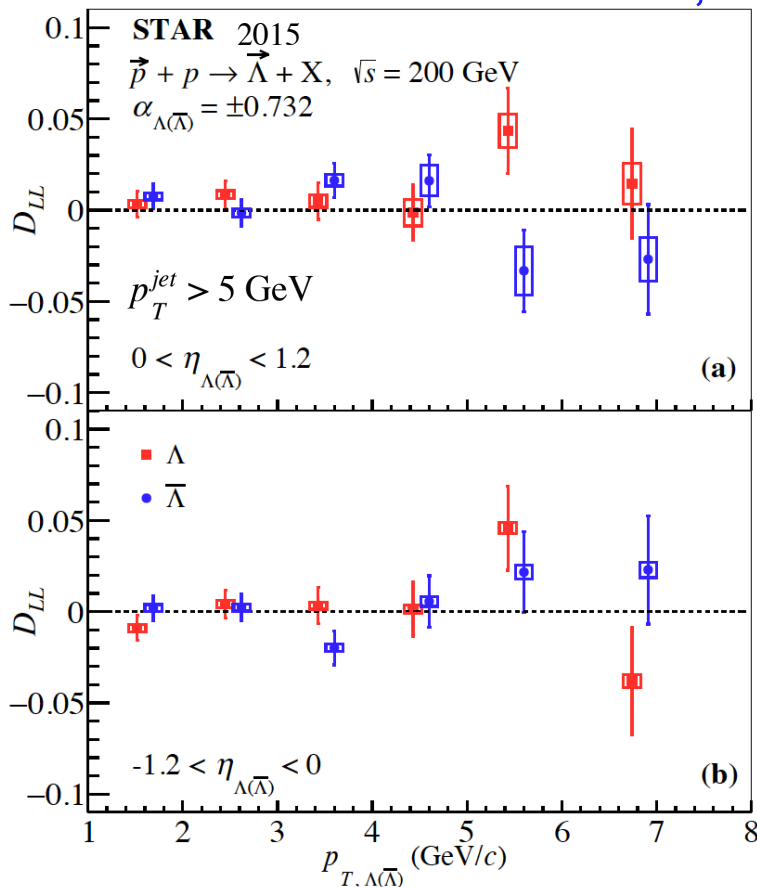 STAR 2015
p⃗ + p → Λ⃗ + X, √s = 200 GeV
α_Λ(Λ̅) = ±0.732
0.1
0.05
0
−0.05
−0.1
D_LL
p_T^jet > 5 GeV
0 < η_Λ(Λ̅) < 1.2
(a)
0.1
0.05
0
−0.05
−0.1
D_LL
Λ
Λ̅
-1.2 < η_Λ(Λ̅) < 0
(b)
1 2 3 4 5 6 7 8
p_T, Λ(Λ̅) (GeV/c)